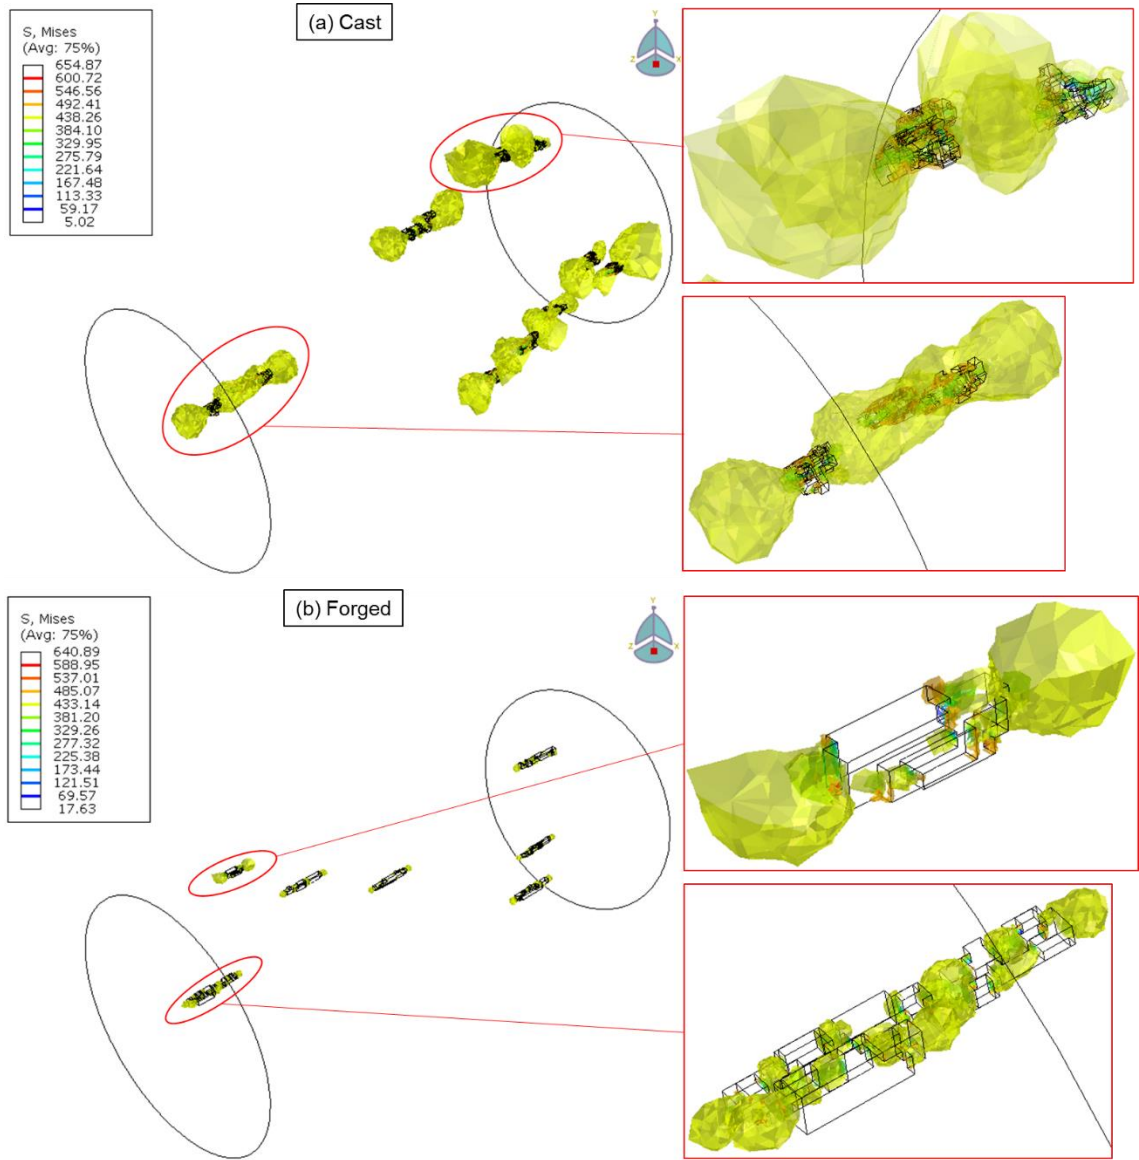 (a) Cast
S, Mises
(Avg: 75%)
654.87
600.72
546.56
492.41
438.26
384.10
329.95
275.79
221.64
167.48
113.33
59.17
5.02
Y
Z
X
(b) Forged
S, Mises
(Avg: 75%)
640.89
588.95
537.01
485.07
433.14
381.20
329.26
277.32
225.38
173.44
121.51
69.57
17.63
Y
Z
X